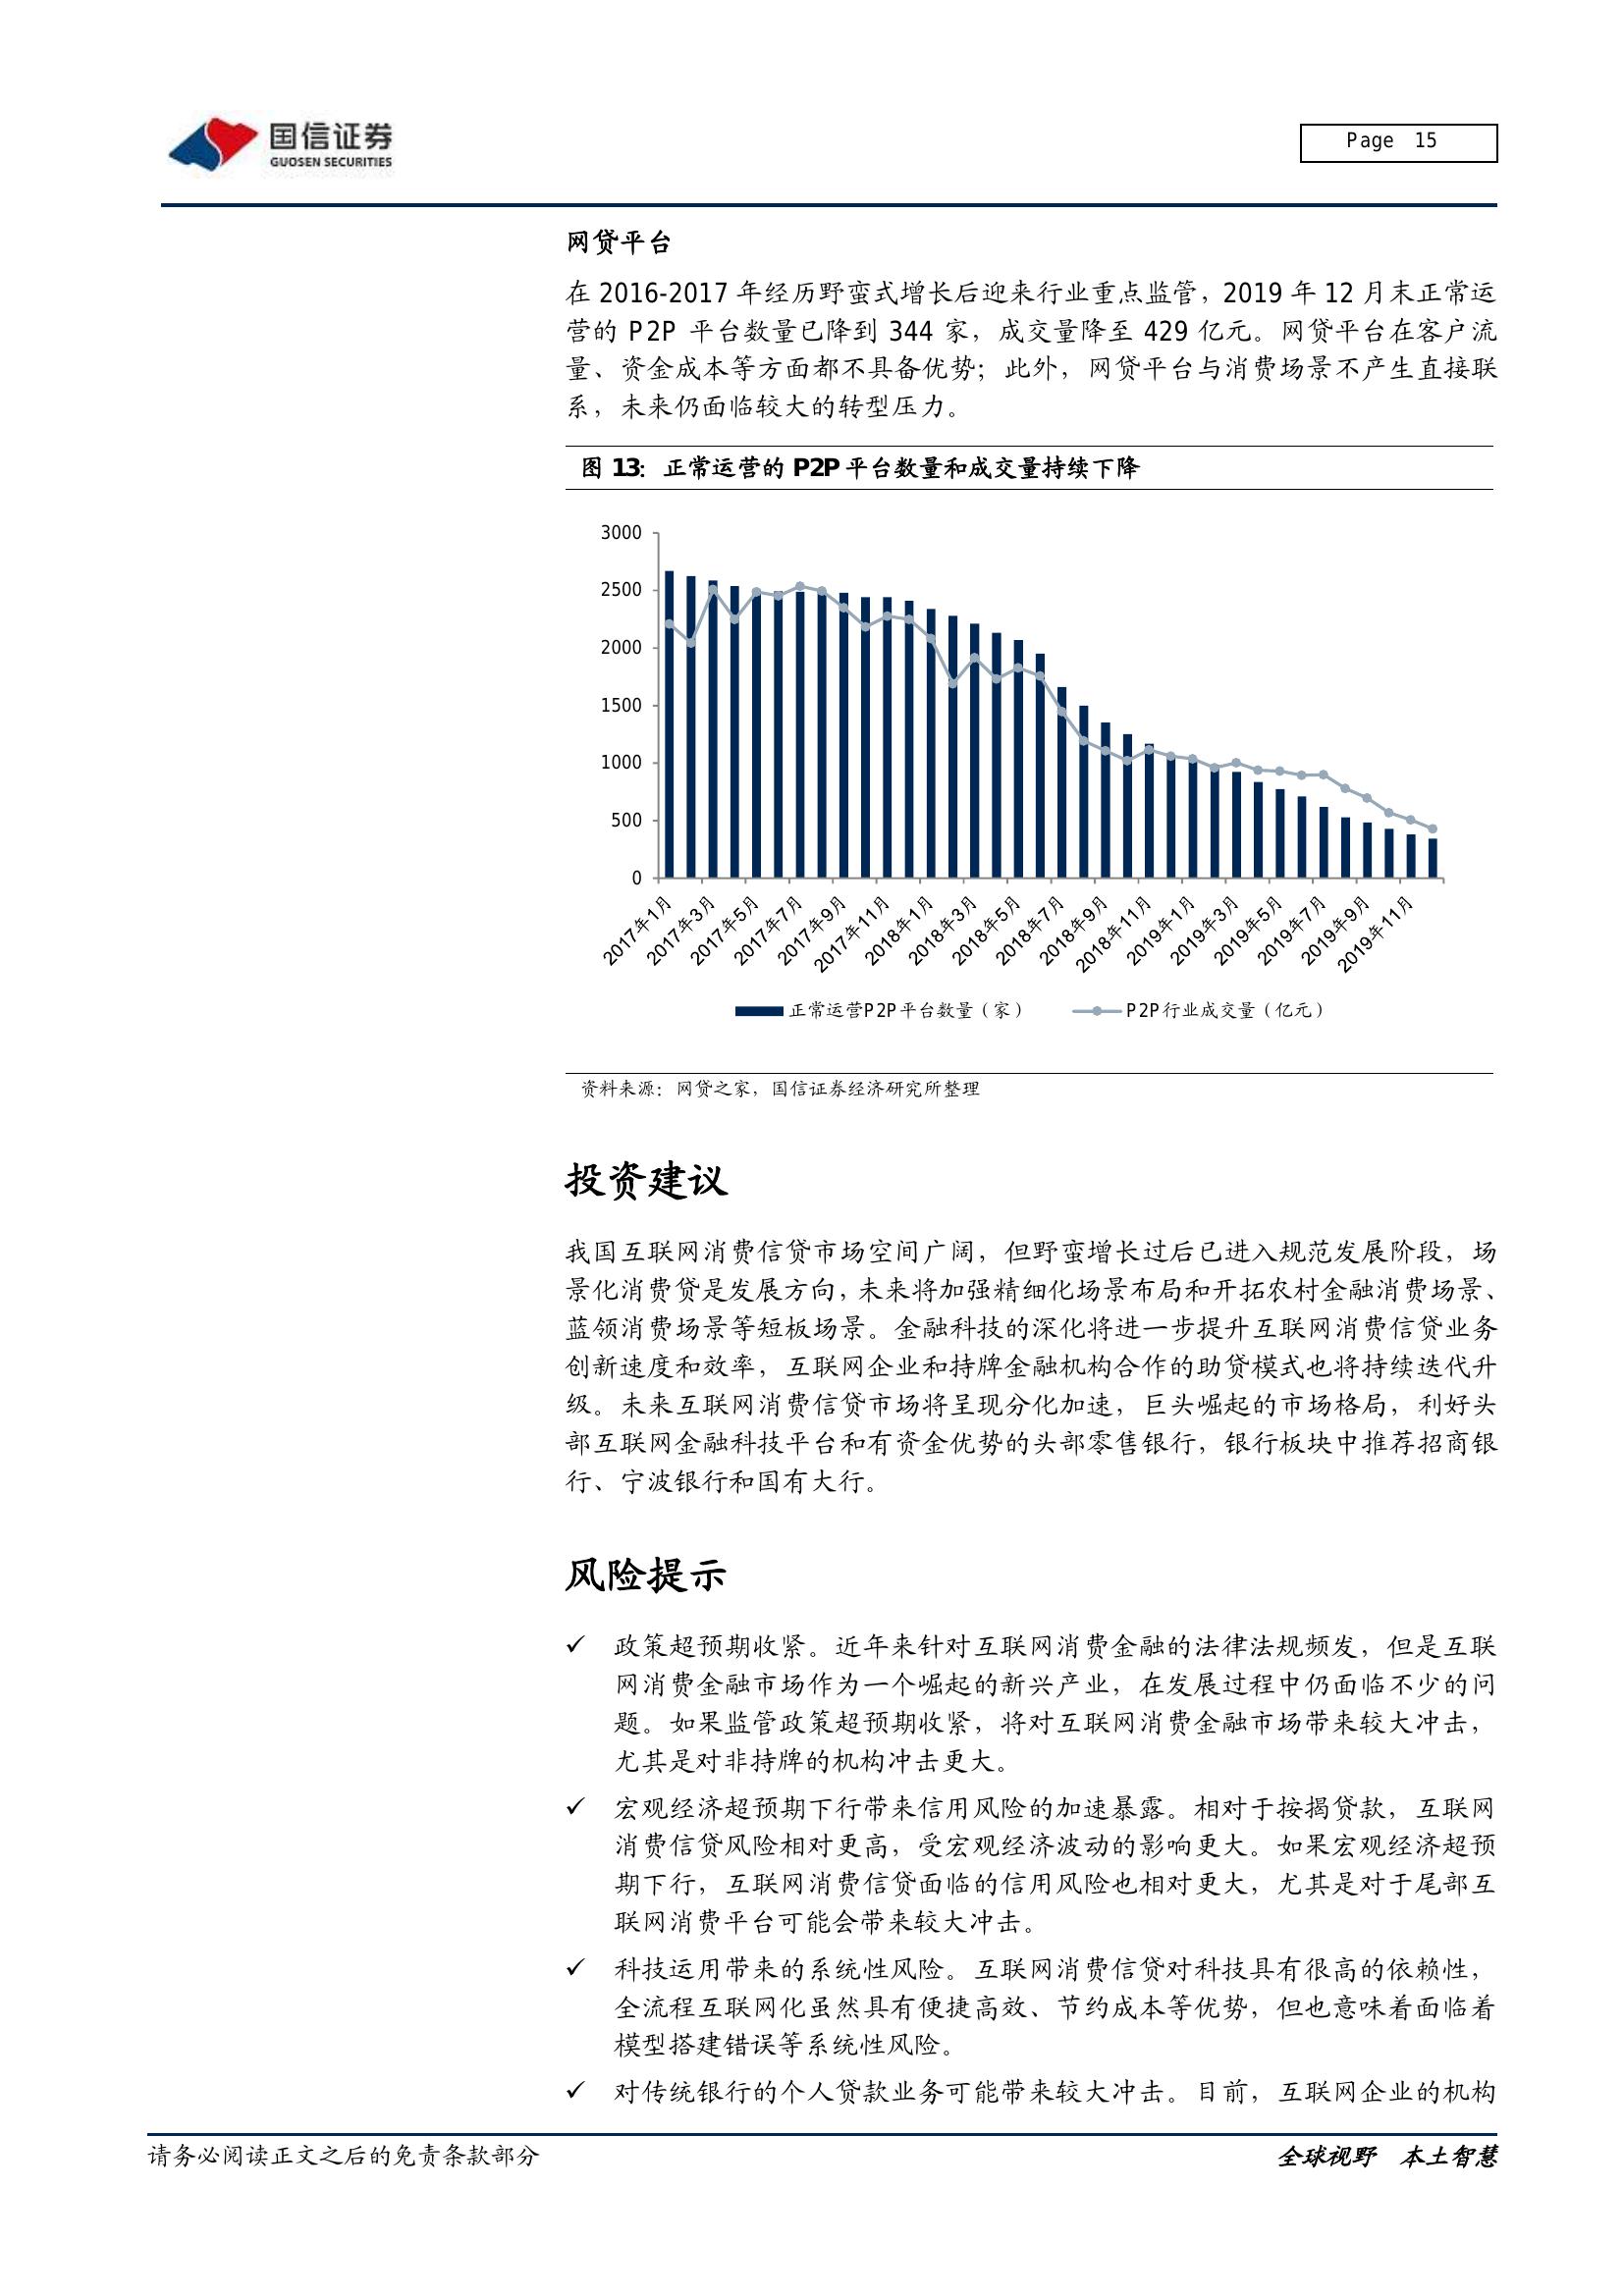 国信证券
GUOSEN SECURITIES
Page 15
网贷平台
在 2016-2017 年经历野蛮式增长后迎来行业重点监管，2019 年 12 月末正常运
营的 P2P 平台数量已降到 344 家，成交量降至 429 亿元。网贷平台在客户流
量、资金成本等方面都不具备优势；此外，网贷平台与消费场景不产生直接联
系，未来仍面临较大的转型压力。
图 13：正常运营的 P2P 平台数量和成交量持续下降
3000
2500
2000
1500
1000
500
0
2017年1月
2017年3月
2017年5月
2017年7月
2017年9月
2017年11月
2018年1月
2018年3月
2018年5月
2018年7月
2018年9月
2018年11月
2019年1月
2019年3月
2019年5月
2019年7月
2019年9月
2019年11月
正常运营P2P平台数量（家） P2P行业成交量（亿元）
资料来源：网贷之家，国信证券经济研究所整理
投资建议
我国互联网消费信贷市场空间广阔，但野蛮增长过后已进入规范发展阶段，场
景化消费贷是发展方向，未来将加强精细化场景布局和开拓农村金融消费场景、
蓝领消费场景等短板场景。金融科技的深化将进一步提升互联网消费信贷业务
创新速度和效率，互联网企业和持牌金融机构合作的助贷模式也将持续迭代升
级。未来互联网消费信贷市场将呈现分化加速，巨头崛起的市场格局，利好头
部互联网金融科技平台和有资金优势的头部零售银行，银行板块中推荐招商银
行、宁波银行和国有大行。
风险提示
✓ 政策超预期收紧。近年来针对互联网消费金融的法律法规频发，但是互联
网消费金融市场作为一个崛起的新兴产业，在发展过程中仍面临不少的问
题。如果监管政策超预期收紧，将对互联网消费金融市场带来较大冲击，
尤其是对非持牌的机构冲击更大。
✓ 宏观经济超预期下行带来信用风险的加速暴露。相对于按揭贷款，互联网
消费信贷风险相对更高，受宏观经济波动的影响更大。如果宏观经济超预
期下行，互联网消费信贷面临的信用风险也相对更大，尤其是对于尾部互
联网消费平台可能会带来较大冲击。
✓ 科技运用带来的系统性风险。互联网消费信贷对科技具有很高的依赖性，
全流程互联网化虽然具有便捷高效、节约成本等优势，但也意味着面临着
模型搭建错误等系统性风险。
✓ 对传统银行的个人贷款业务可能带来较大冲击。目前，互联网企业的机构
请务必阅读正文之后的免责条款部分
全球视野 本土智慧